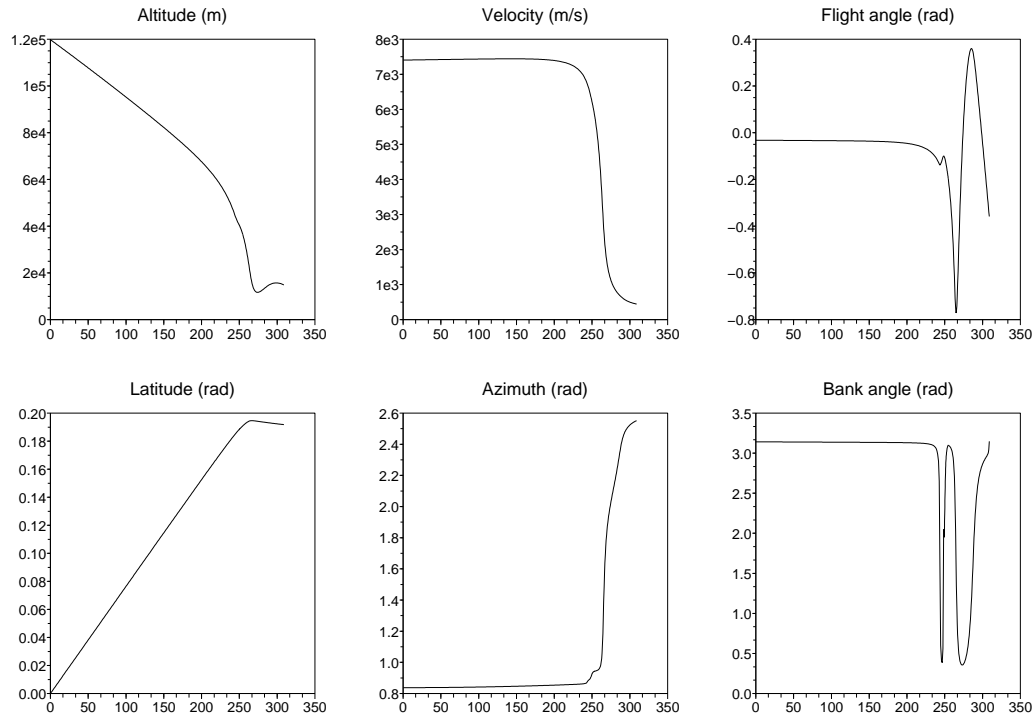 Altitude (m)
1.2e5
1e5
8e4
6e4
4e4
2e4
0
0 50 100 150 200 250 300 350
Velocity (m/s)
8e3
7e3
6e3
5e3
4e3
3e3
2e3
1e3
0
0 50 100 150 200 250 300 350
Flight angle (rad)
0.4
0.2
0.0
−0.2
−0.4
−0.6
−0.8
0 50 100 150 200 250 300 350
Latitude (rad)
0.20
0.18
0.16
0.14
0.12
0.10
0.08
0.06
0.04
0.02
0.00
0 50 100 150 200 250 300 350
Azimuth (rad)
2.6
2.4
2.2
2.0
1.8
1.6
1.4
1.2
1.0
0.8
0 50 100 150 200 250 300 350
Bank angle (rad)
3.5
3.0
2.5
2.0
1.5
1.0
0.5
0.0
0 50 100 150 200 250 300 350